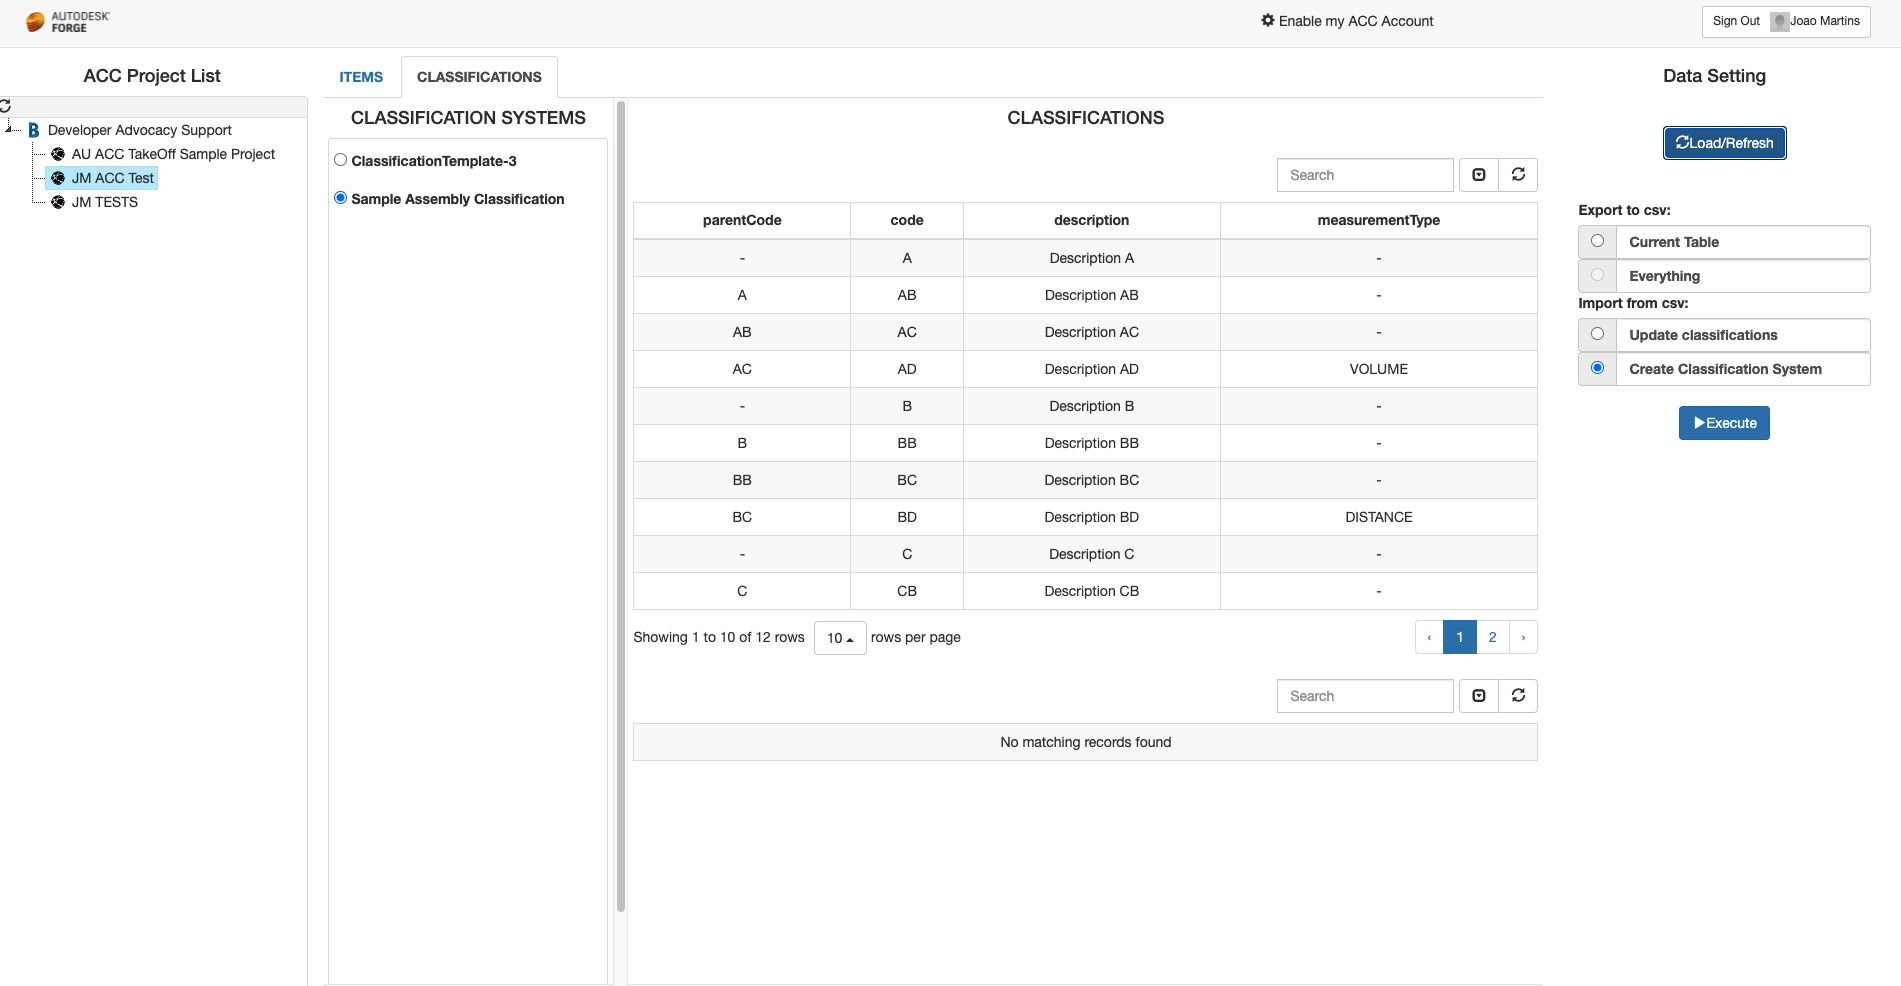 AUTODESK®
FORGE
Enable my ACC Account
Sign Out Joao Martins
ACC Project List
Developer Advocacy Support
AU ACC TakeOff Sample Project
JM ACC Test
JM TESTS
ITEMS CLASSIFICATIONS
CLASSIFICATION SYSTEMS
ClassificationTemplate-3
Sample Assembly Classification
CLASSIFICATIONS
Search
parentCode code description measurementType
- A Description A -
A AB Description AB -
AB AC Description AC -
AC AD Description AD VOLUME
- B Description B -
B BB Description BB -
BB BC Description BC -
BC BD Description BD DISTANCE
- C Description C -
C CB Description CB -
Showing 1 to 10 of 12 rows 10 rows per page
‹ 1 2 ›
Search
No matching records found
Data Setting
Load/Refresh
Export to csv:
Current Table
Everything
Import from csv:
Update classifications
Create Classification System
Execute